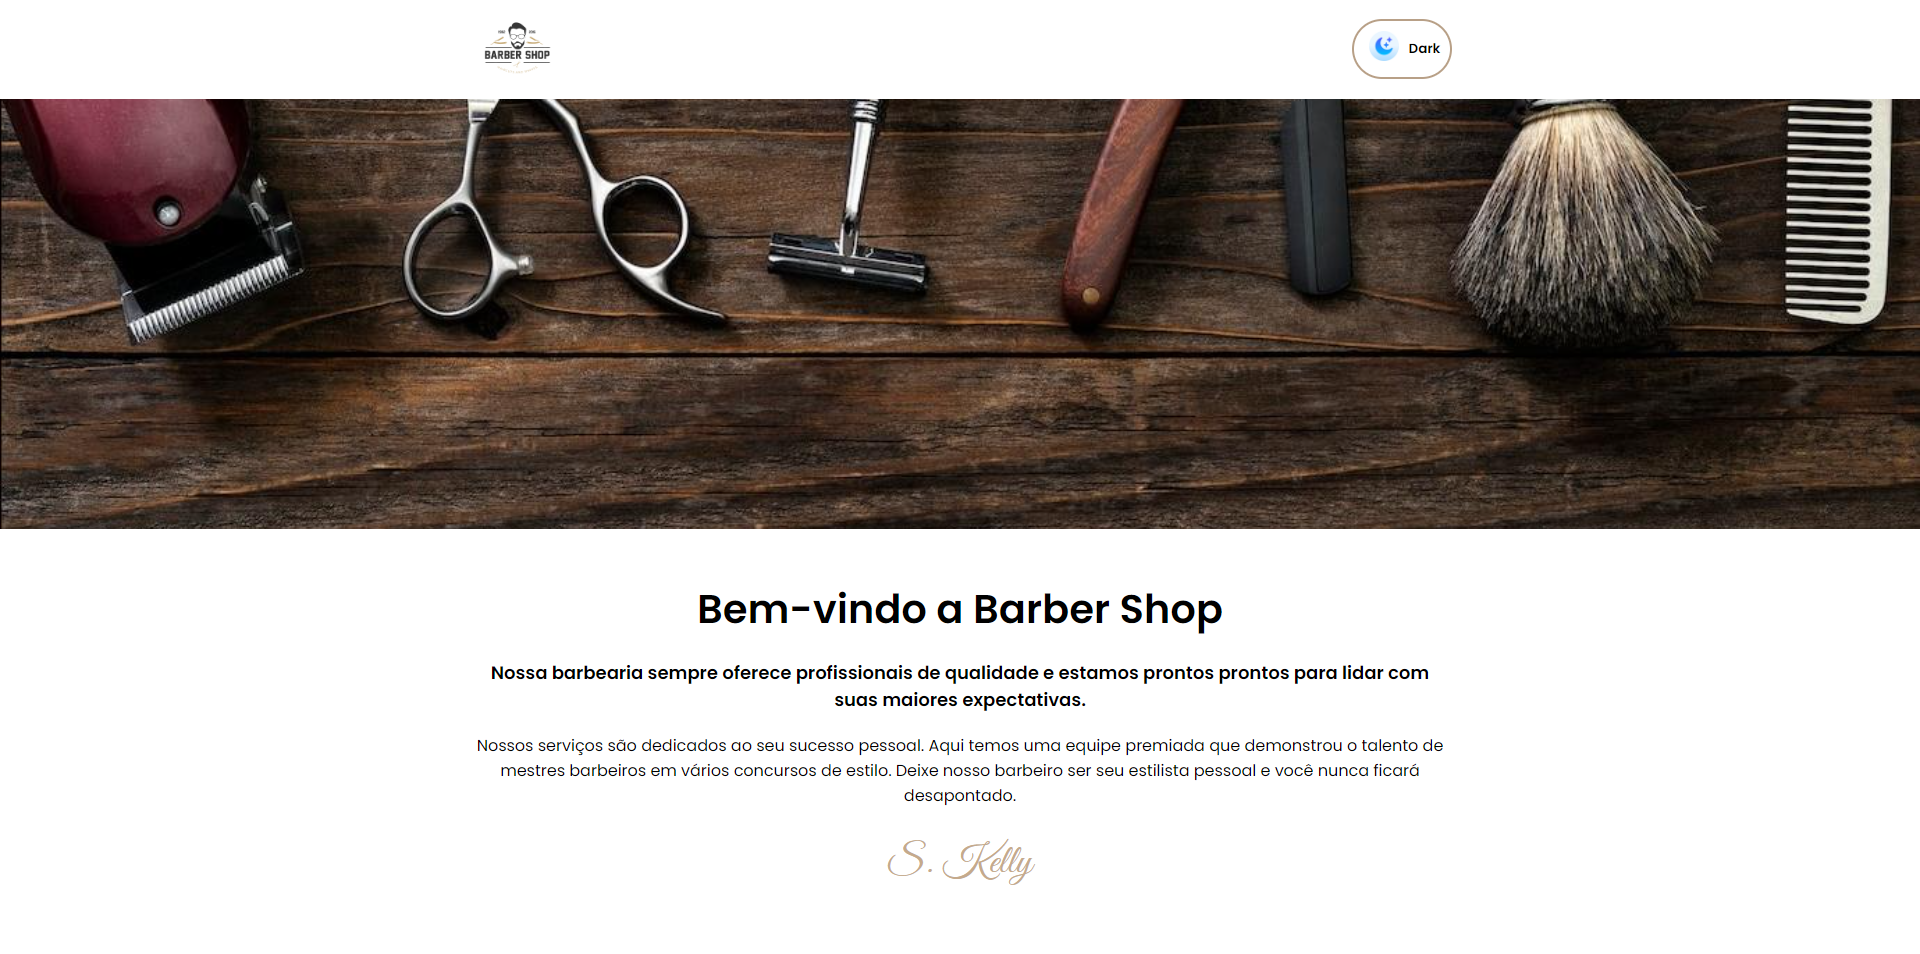 BARBER SHOP
Dark
Bem-vindo a Barber Shop
Nossa barbearia sempre oferece profissionais de qualidade e estamos prontos prontos para lidar com
suas maiores expectativas.
Nossos serviços são dedicados ao seu sucesso pessoal. Aqui temos uma equipe premiada que demonstrou o talento de
mestres barbeiros em vários concursos de estilo. Deixe nosso barbeiro ser seu estilista pessoal e você nunca ficará
desapontado.
S. Kelly